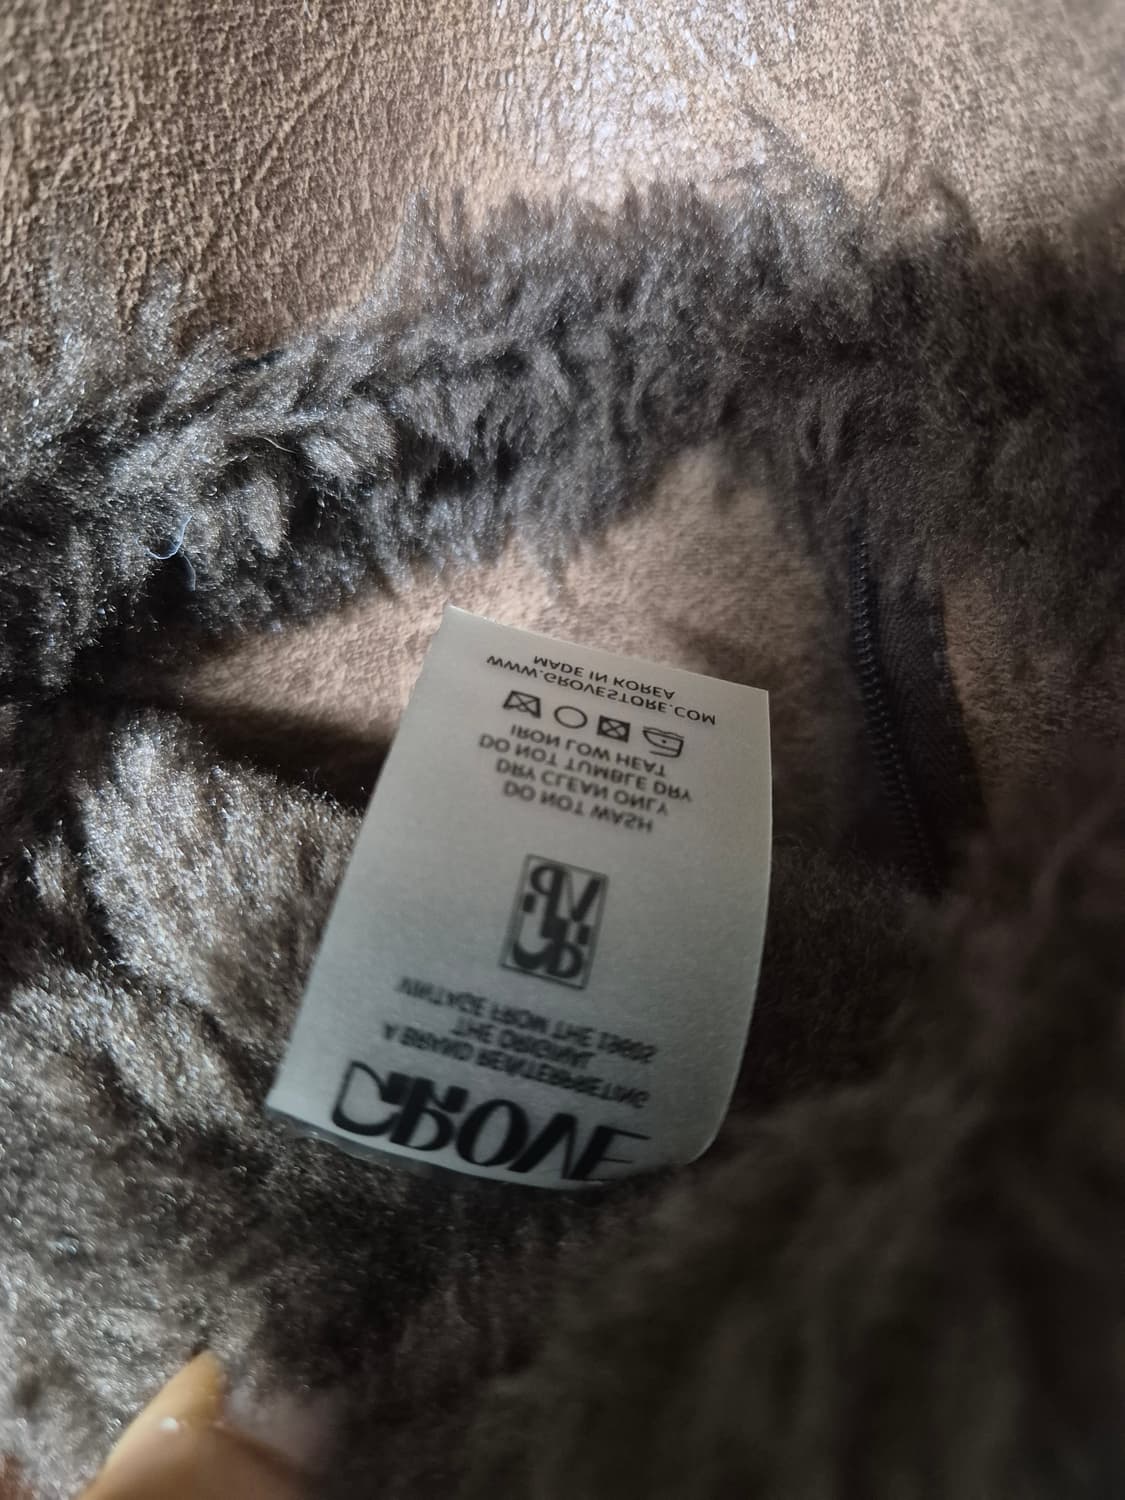 GROVE
A BRAND REINTERPRETING
THE ORIGINAL
VINTAGE FROM THE 1980S
DO NOT WASH
DRY CLEAN ONLY
DO NOT TUMBLE DRY
IRON LOW HEAT
WWW.GROVESTORE.COM
MADE IN KOREA